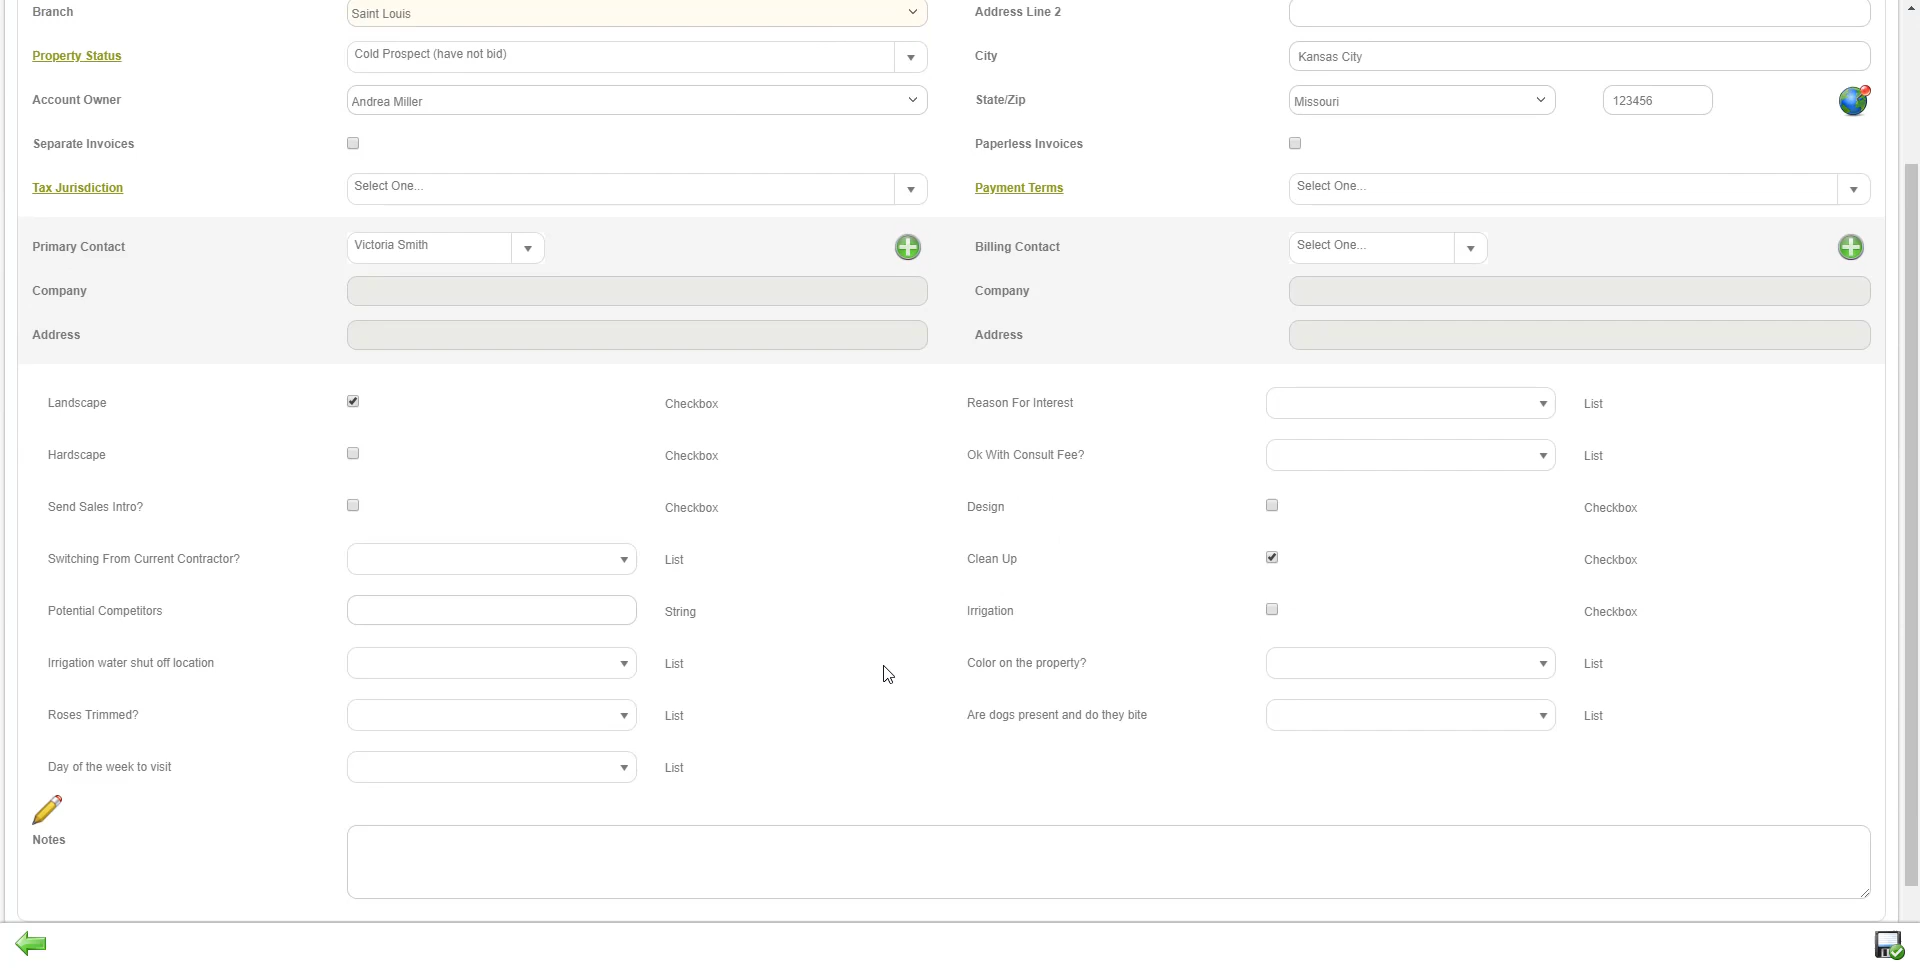 Branch Saint Louis Address Line 2
Property Status Cold Prospect (have not bid) City Kansas City
Account Owner Andrea Miller State/Zip Missouri 123456
Separate Invoices Paperless Invoices
Tax Jurisdiction Select One... Payment Terms Select One...
Primary Contact Victoria Smith Billing Contact Select One...
Company Company
Address Address
Landscape Checkbox Reason For Interest List
Hardscape Checkbox Ok With Consult Fee? List
Send Sales Intro? Checkbox Design Checkbox
Switching From Current Contractor? List Clean Up Checkbox
Potential Competitors String Irrigation Checkbox
Irrigation water shut off location List Color on the property? List
Roses Trimmed? List Are dogs present and do they bite List
Day of the week to visit List
Notes